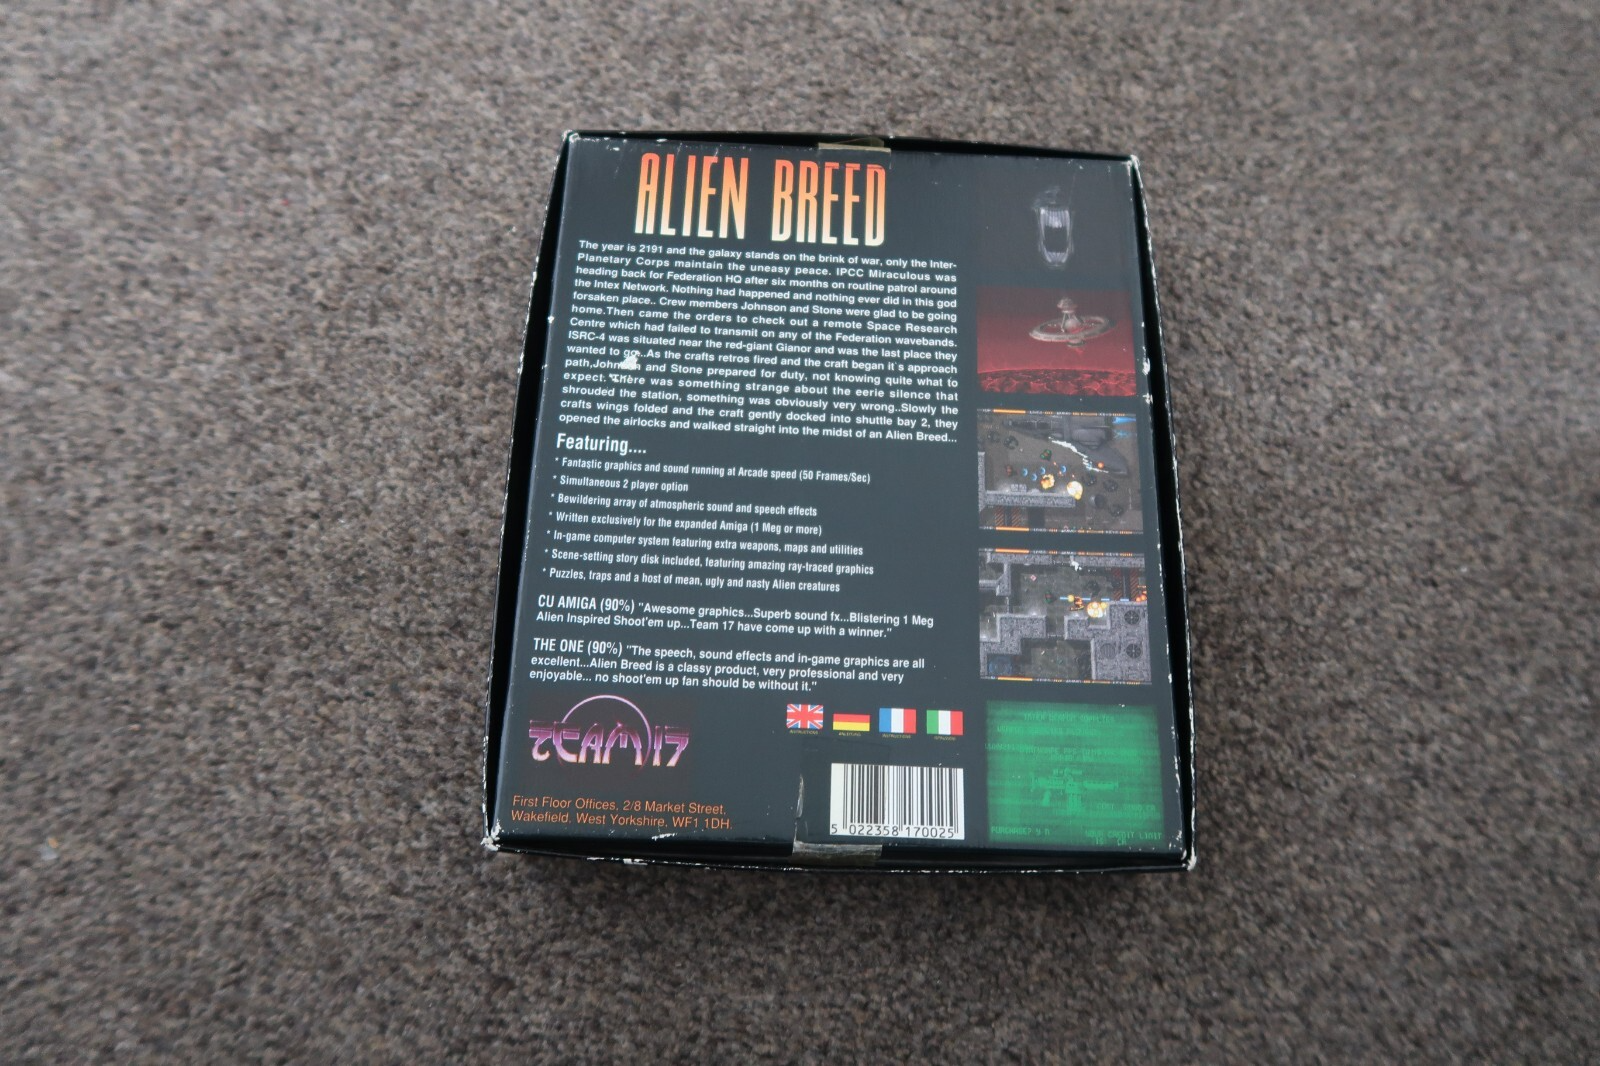 ALIEN BREED
The year is 2191 and the galaxy stands on the brink of war, only the Inter-
Planetary Corps maintain the uneasy peace. IPCC Miraculous was
heading back for Federation HQ after six months on routine patrol around
the Intex Network. Nothing had happened and nothing ever did in this god
forsaken place.. Crew members Johnson and Stone were glad to be going
home.Then came the orders to check out a remote Space Research
Centre which had failed to transmit on any of the Federation wavebands.
ISRC-4 was situated near the red-giant Gianor and was the last place they
wanted to go...As the crafts retros fired and the craft began it's approach
path,Johnson and Stone prepared for duty, not knowing quite what to
expect. There was something strange about the eerie silence that
shrouded the station, something was obviously very wrong..Slowly the
crafts wings folded and the craft gently docked into shuttle bay 2, they
opened the airlocks and walked straight into the midst of an Alien Breed...
Featuring....
* Fantastic graphics and sound running at Arcade speed (50 Frames/Sec)
* Simultaneous 2 player option
* Bewildering array of atmospheric sound and speech effects
* Written exclusively for the expanded Amiga (1 Meg or more)
* In-game computer system featuring extra weapons, maps and utilities
* Scene-setting story disk included, featuring amazing ray-traced graphics
* Puzzles, traps and a host of mean, ugly and nasty Alien creatures
CU AMIGA (90%) "Awesome graphics...Superb sound fx...Blistering 1 Meg
Alien Inspired Shoot'em up...Team 17 have come up with a winner."
THE ONE (90%) "The speech, sound effects and in-game graphics are all
excellent...Alien Breed is a classy product, very professional and very
enjoyable... no shoot'em up fan should be without it."
TEAM 17
First Floor Offices, 2/8 Market Street,
Wakefield. West Yorkshire, WF1 1DH.
5 022358 170025
YOUR CREDIT LIMIT